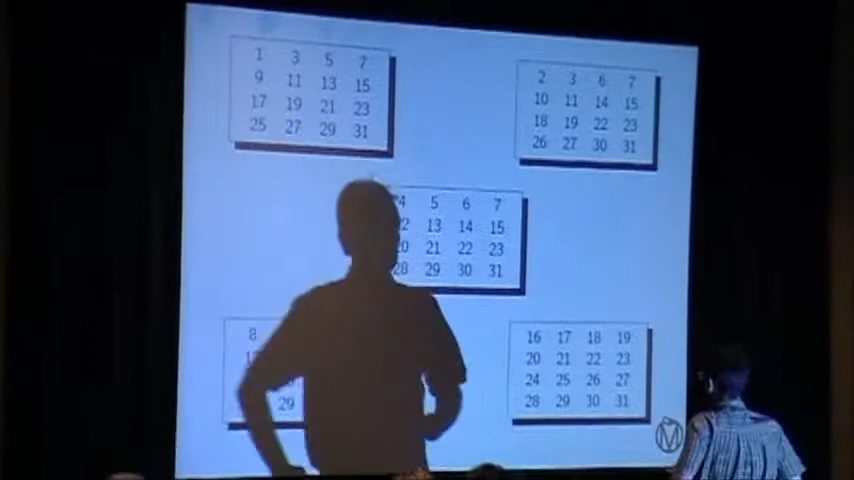 1 3 5 7
9 11 13 15
17 19 21 23
25 27 29 31
2 3 6 7
10 11 14 15
18 19 22 23
26 27 30 31
4 5 6 7
13 14 15
20 21 22 23
28 29 30 31
8
29
16 17 18 19
20 21 22 23
24 25 26 27
28 29 30 31
M